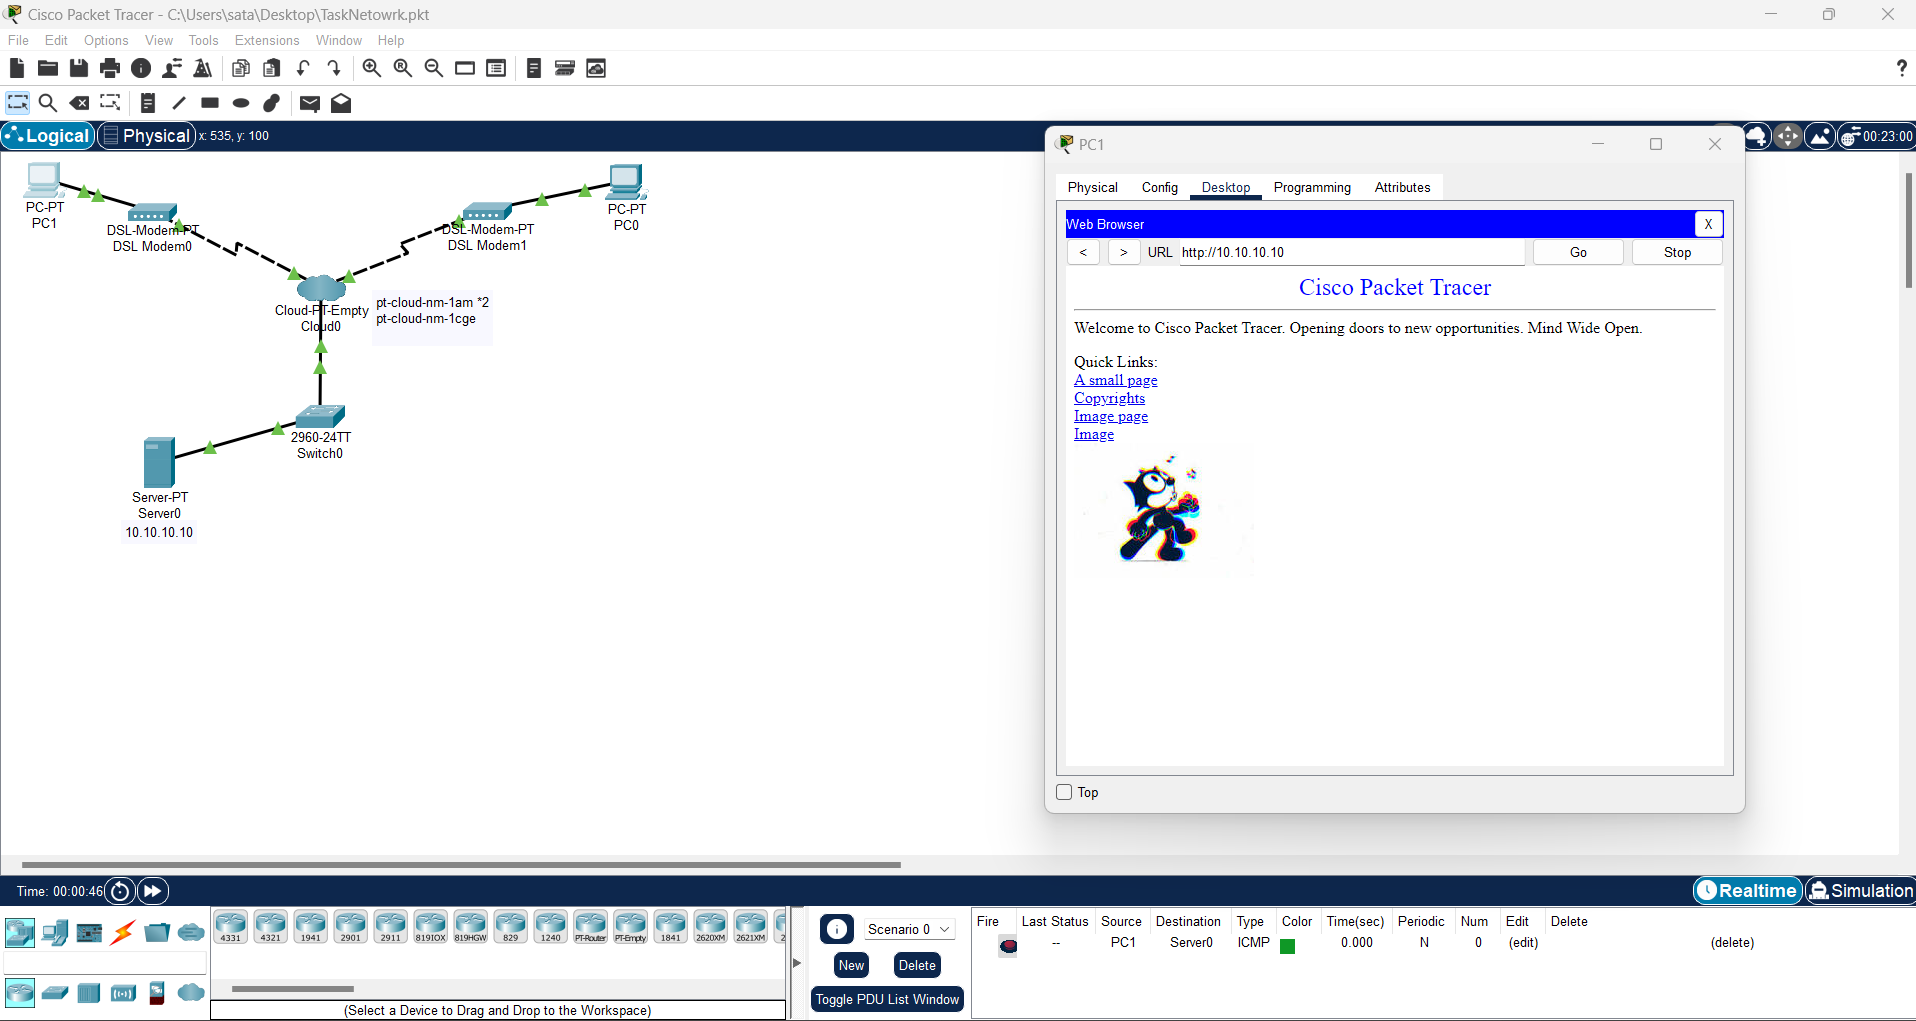 Cisco Packet Tracer - C:\Users\sata\Desktop\TaskNetowrk.pkt
File Edit Options View Tools Extensions Window Help
?
Logical Physical x: 535, y: 100
00:23:00
PC-PT
PC1
DSL-Modem-PT
DSL Modem0
DSL-Modem-PT
DSL Modem1
PC-PT
PC0
Cloud-PT-Empty
Cloud0
pt-cloud-nm-1am *2
pt-cloud-nm-1cge
2960-24TT
Switch0
Server-PT
Server0
10.10.10.10
PC1
Physical Config Desktop Programming Attributes
Web Browser X
< > URL http://10.10.10.10 Go Stop
Cisco Packet Tracer
Welcome to Cisco Packet Tracer. Opening doors to new opportunities. Mind Wide Open.
Quick Links:
A small page
Copyrights
Image page
Image
Top
Time: 00:00:46
Realtime Simulation
4331 4321 1941 2901 2911 819IOX 819HGW 829 1240 PT-Router PT-Empty 1841 2620XM 2621XM 2
(Select a Device to Drag and Drop to the Workspace)
Scenario 0
New Delete
Toggle PDU List Window
Fire Last Status Source Destination Type Color Time(sec) Periodic Num Edit Delete
-- PC1 Server0 ICMP 0.000 N 0 (edit) (delete)